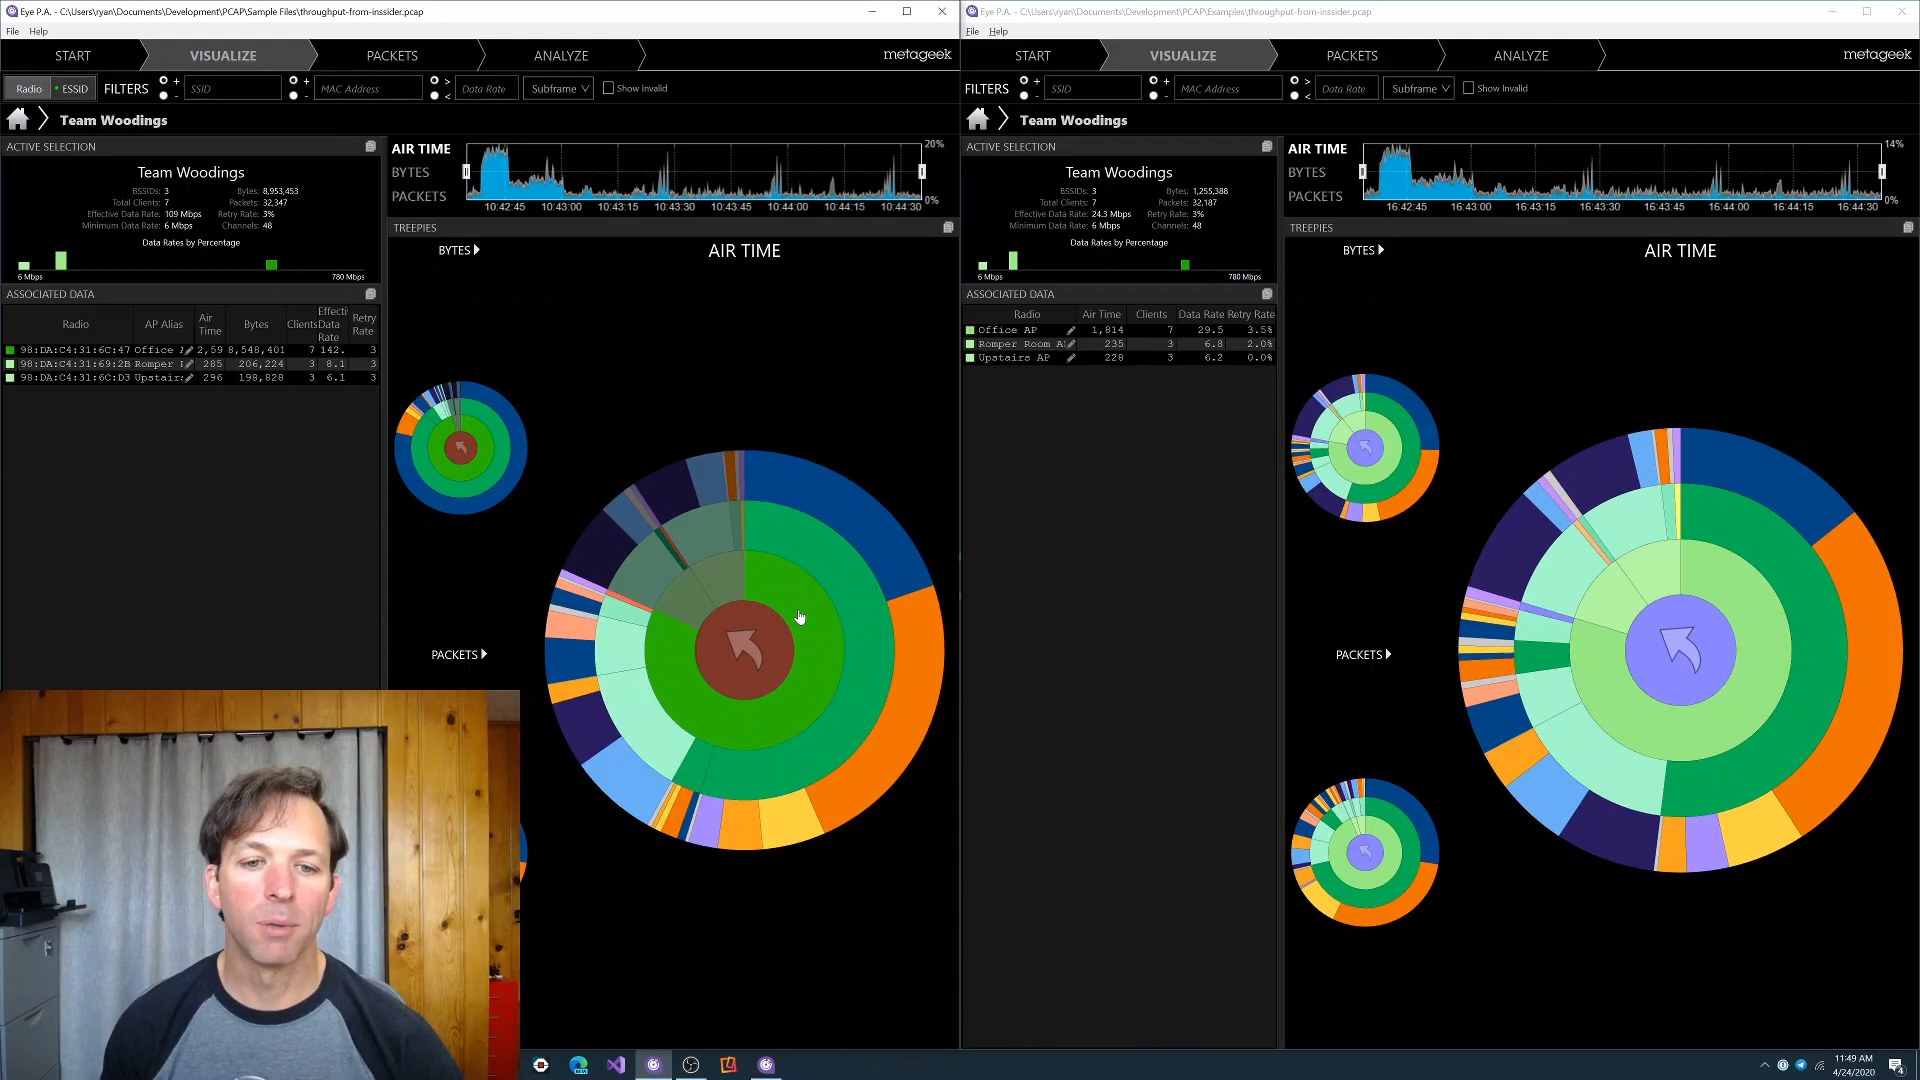 Eye P.A. - C:\Users\ryan\Documents\Development\PCAP\Sample Files\throughput-from-inssider.pcap
File Help
START VISUALIZE PACKETS ANALYZE metageek
Radio ESSID FILTERS + - SSID + - MAC Address > < Data Rate Subframe Show Invalid
Team Woodings
ACTIVE SELECTION
Team Woodings
BSSIDs: 3 Bytes: 8,953,453
Total Clients: 7 Packets: 32,347
Effective Data Rate: 109 Mbps Retry Rate: 3%
Minimum Data Rate: 6 Mbps Channels: 48
Data Rates by Percentage
6 Mbps 780 Mbps
ASSOCIATED DATA
Radio AP Alias Air Time Bytes Clients Effecti Data Rate Retry Rate
98:DA:C4:31:6C:47 Office 2,59 8,548,401 7 142. 3
98:DA:C4:31:69:2B Romper 285 206,224 3 8.1 3
98:DA:C4:31:6C:D3 Upstair 296 198,828 3 6.1 3
AIR TIME
BYTES
PACKETS
20%
0%
10:42:45 10:43:00 10:43:15 10:43:30 10:43:45 10:44:00 10:44:15 10:44:30
TREEPIES
BYTES
AIR TIME
PACKETS
Eye P.A. - C:\Users\ryan\Documents\Development\PCAP\Examples\throughput-from-inssider.pcap
File Help
START VISUALIZE PACKETS ANALYZE metageek
FILTERS + - SSID + - MAC Address > < Data Rate Subframe Show Invalid
Team Woodings
ACTIVE SELECTION
Team Woodings
BSSIDs: 3 Bytes: 1,255,388
Total Clients: 7 Packets: 32,187
Effective Data Rate: 24.3 Mbps Retry Rate: 3%
Minimum Data Rate: 6 Mbps Channels: 48
Data Rates by Percentage
6 Mbps 780 Mbps
ASSOCIATED DATA
Radio Air Time Clients Data Rate Retry Rate
Office AP 1,814 7 29.5 3.5%
Romper Room A 235 3 6.8 2.0%
Upstairs AP 228 3 6.2 0.0%
AIR TIME
BYTES
PACKETS
14%
0%
16:42:45 16:43:00 16:43:15 16:43:30 16:43:45 16:44:00 16:44:15 16:44:30
TREEPIES
BYTES
AIR TIME
PACKETS
11:49 AM
4/24/2020
4